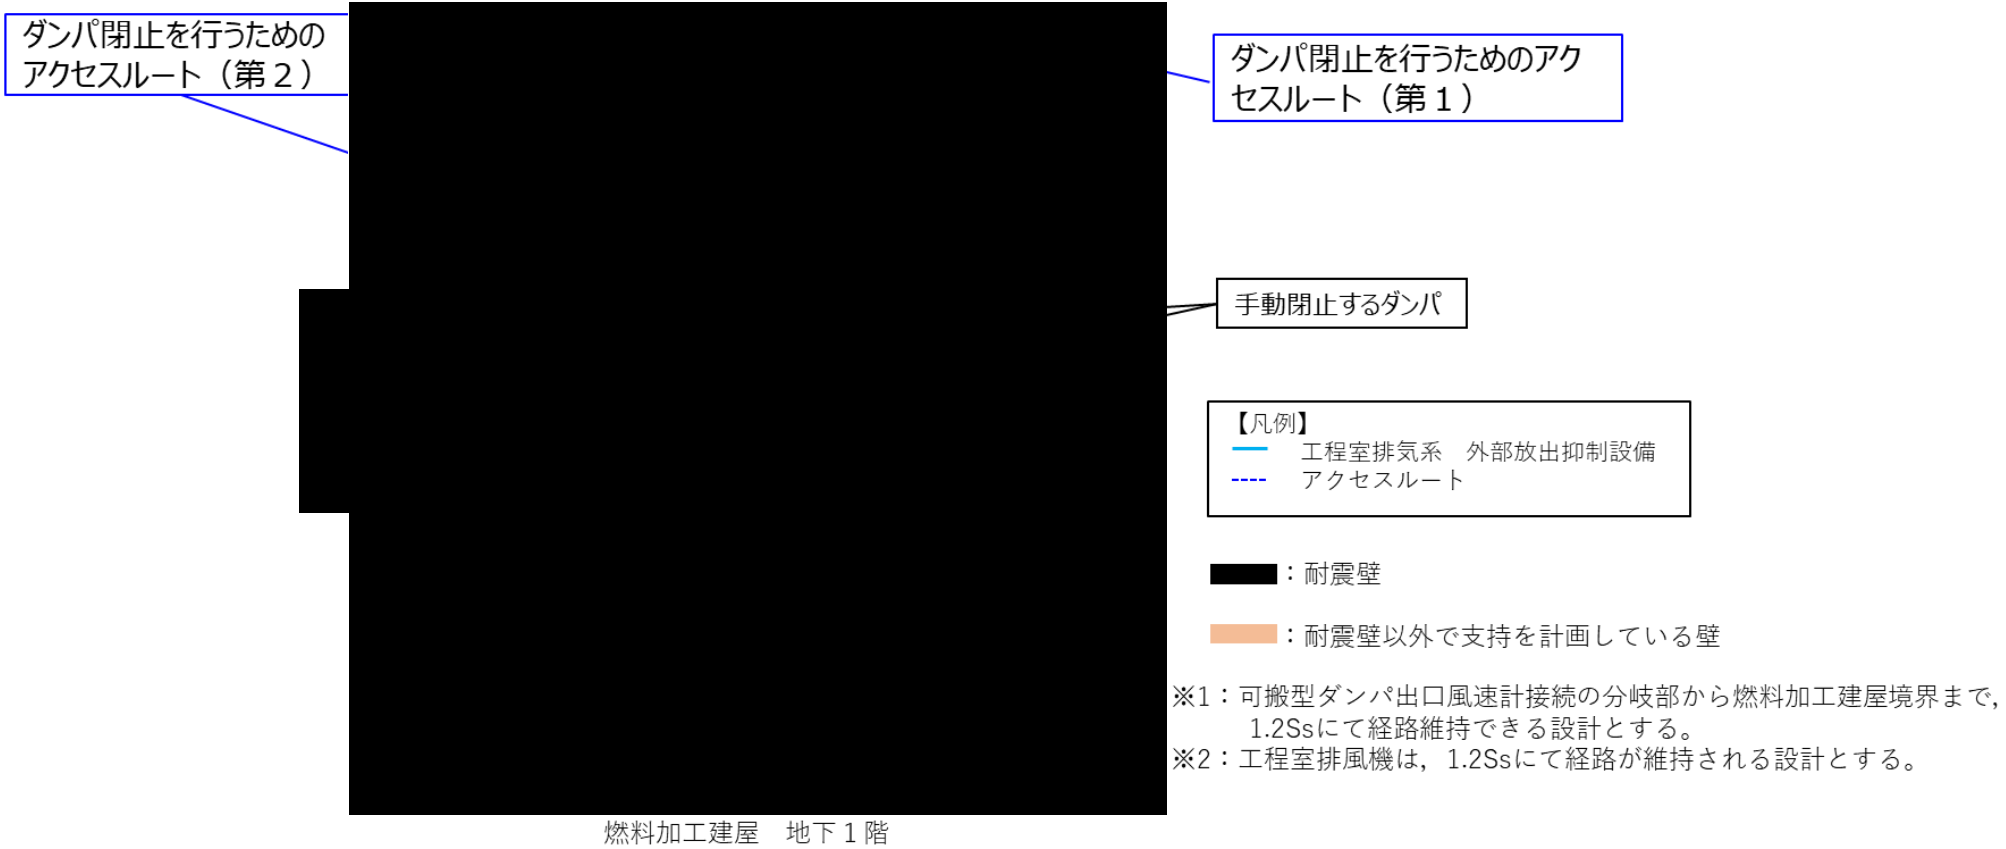 ダンパ閉止を行うための
アクセスルート（第２）
ダンパ閉止を行うためのアク
セスルート（第１）
手動閉止するダンパ
【凡例】
工程室排気系　外部放出抑制設備
アクセスルート
：耐震壁
：耐震壁以外で支持を計画している壁
※1：可搬型ダンパ出口風速計接続の分岐部から燃料加工建屋境界まで，
1.2Ssにて経路維持できる設計とする。
※2：工程室排風機は，1.2Ssにて経路が維持される設計とする。
燃料加工建屋　地下１階